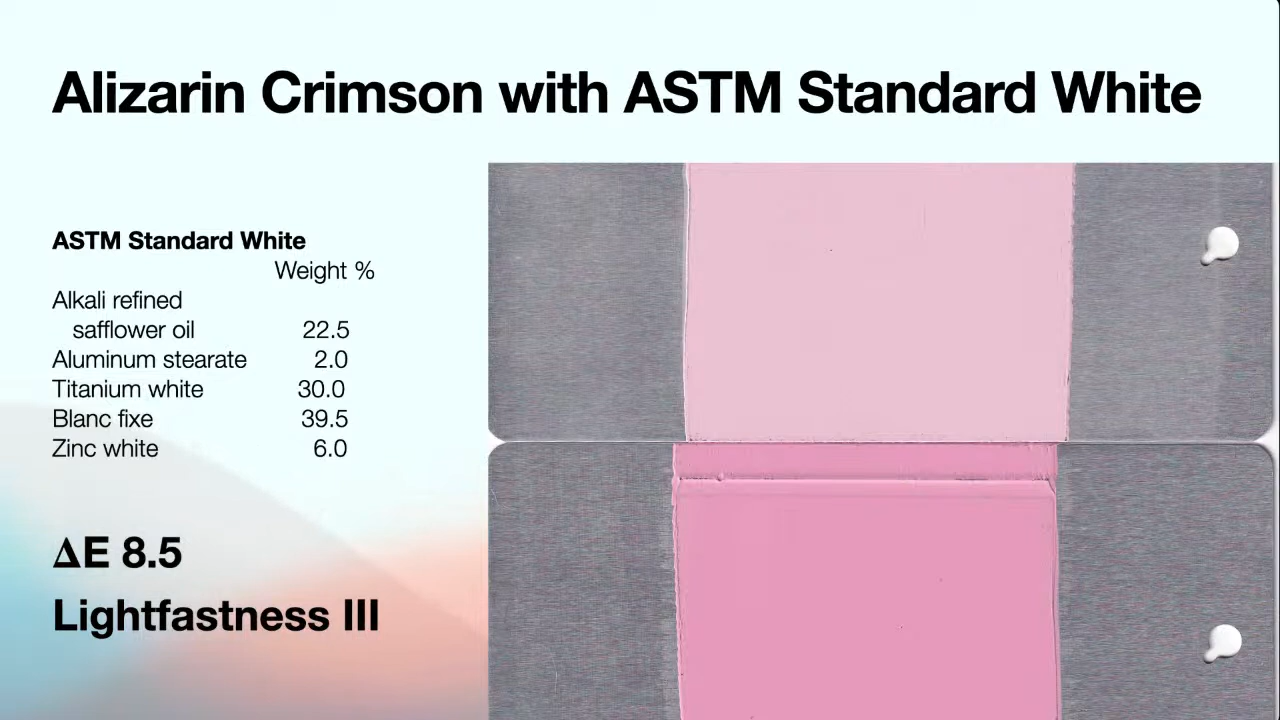 Alizarin Crimson with ASTM Standard White
ASTM Standard White
Weight %
Alkali refined
safflower oil 22.5
Aluminum stearate 2.0
Titanium white 30.0
Blanc fixe 39.5
Zinc white 6.0
ΔE 8.5
Lightfastness III